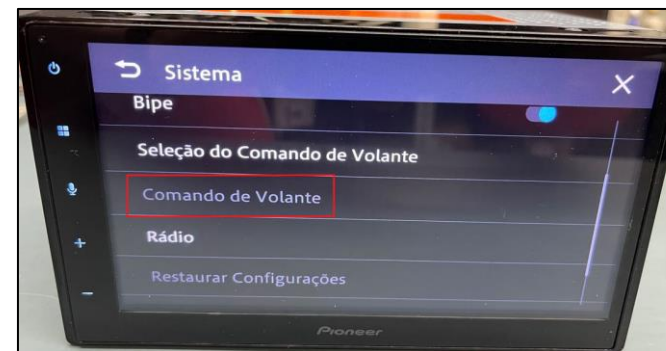 Sistema
Bipe
Seleção do Comando de Volante
Comando de Volante
Rádio
Restaurar Configurações
Pioneer